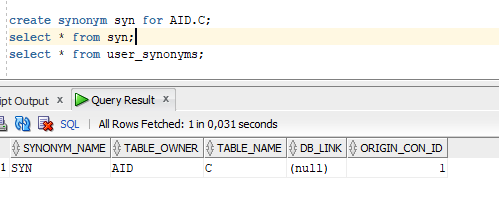 create synonym syn for AID.C;
select * from syn;
select * from user_synonyms;
ipt Output x Query Result x
SQL | All Rows Fetched: 1 in 0,031 seconds
SYNONYM_NAME TABLE_OWNER TABLE_NAME DB_LINK ORIGIN_CON_ID
1 SYN AID C (null) 1